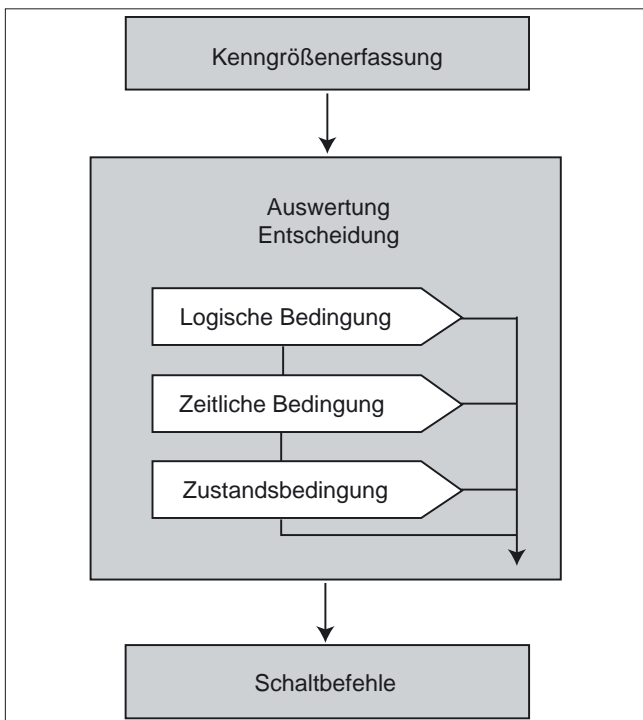 Kenngrößenerfassung
Auswertung
Entscheidung
Logische Bedingung
Zeitliche Bedingung
Zustandsbedingung
Schaltbefehle